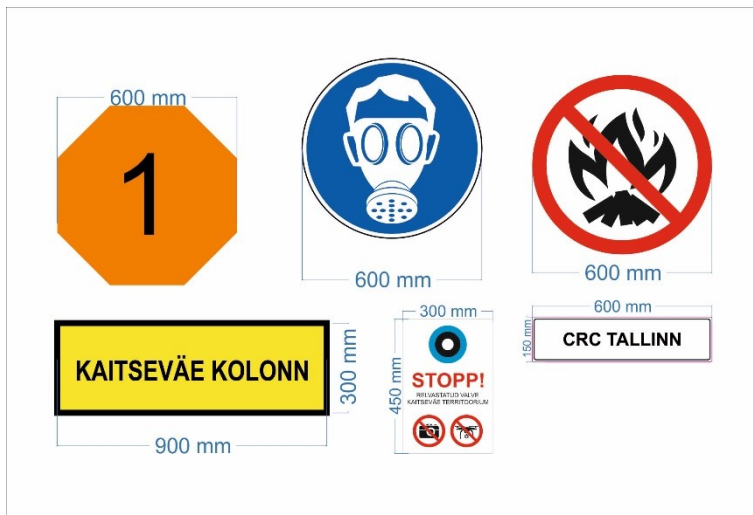 600 mm
1
600 mm
600 mm
KAITSEVÄE KOLONN
300 mm
900 mm
300 mm
450 mm
STOPP!
RELVASTATUD VALVE
KAITSEVÄE TERRITOORIUM
600 mm
150 mm
CRC TALLINN